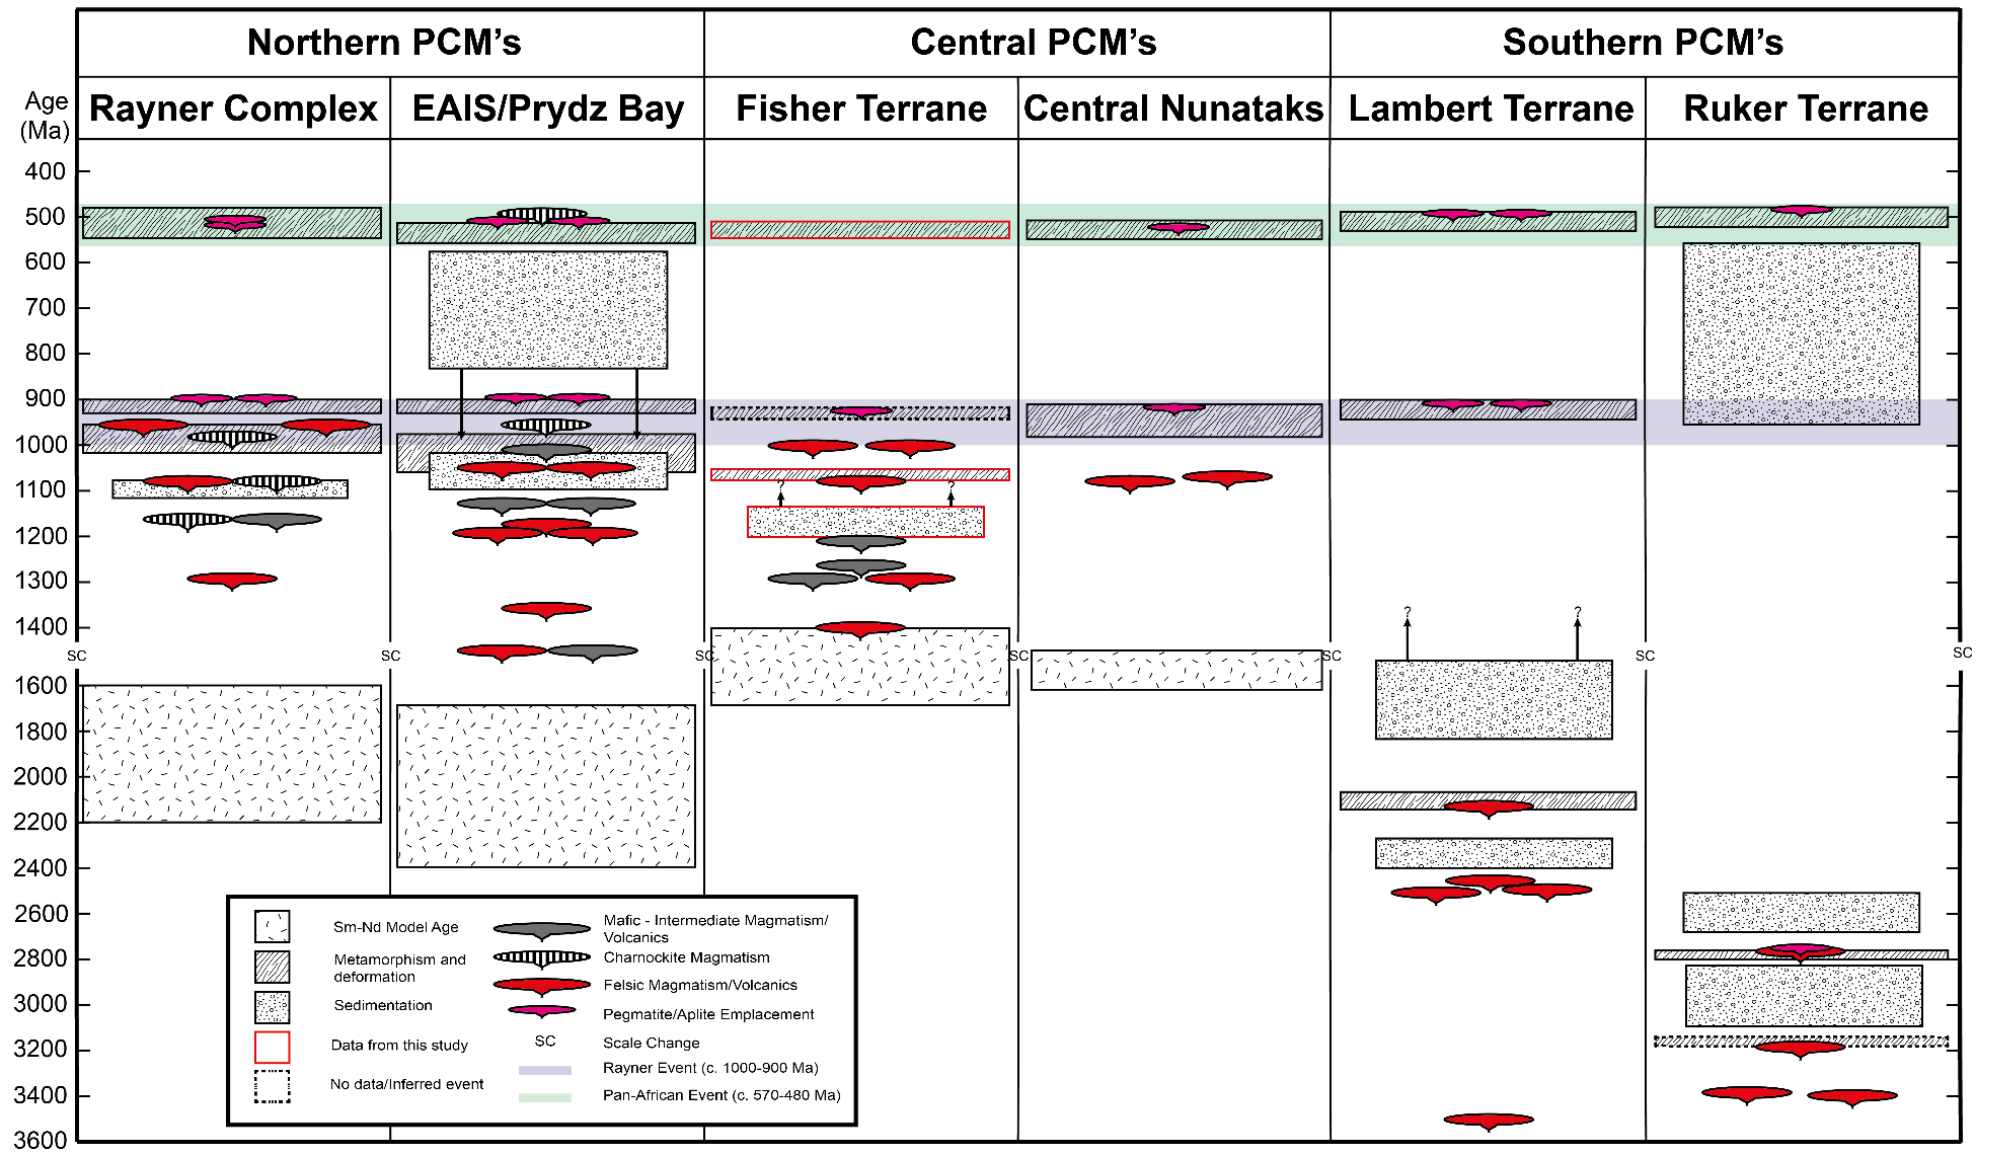 Northern PCM's
Central PCM's
Southern PCM's
Age
(Ma)
Rayner Complex
EAIS/Prydz Bay
Fisher Terrane
Central Nunataks
Lambert Terrane
Ruker Terrane
400
500
600
700
800
900
1000
1100
? ?
1200
1300
? ?
1400
SC SC SC SC SC SC SC
1600
1800
2000
2200
2400
2600
2800
3000
3200
3400
3600
Sm-Nd Model Age
Metamorphism and
deformation
Sedimentation
Data from this study
No data/Inferred event
Mafic - Intermediate Magmatism/
Volcanics
Charnockite Magmatism
Felsic Magmatism/Volcanics
Pegmatite/Aplite Emplacement
SC Scale Change
Rayner Event (c. 1000-900 Ma)
Pan-African Event (c. 570-480 Ma)